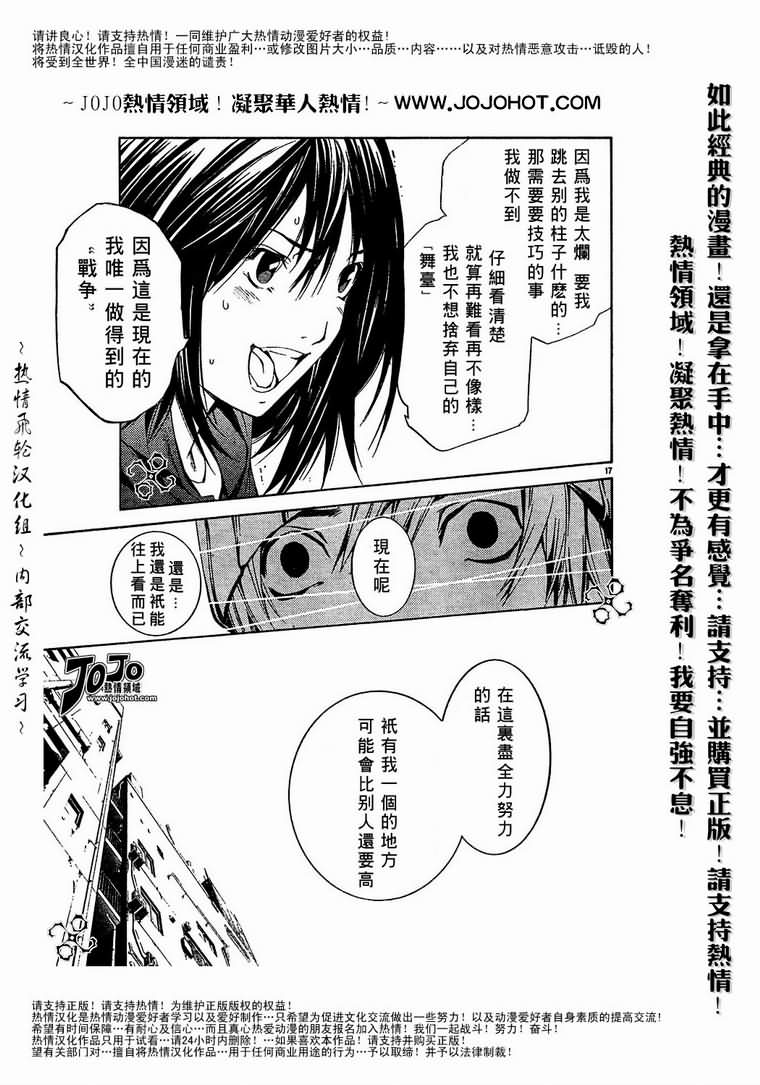 请讲良心！请支持热情！一同维护广大热情动漫爱好者的权益！
将热情汉化作品擅自用于任何商业盈利…或修改图片大小…品质…内容……以及对热情恶意攻击…诋毁的人！
将受到全世界！全中国漫迷的谴责！
~JOJO熱情領域！凝聚華人熱情！~WWW.JOJOHOT.COM
如此經典的漫畫！還是拿在手中…才更有感覺…請支持…並購買正版！請支持熱情！
熱情領域！凝聚熱情！不為爭名奪利！我要自強不息！
因爲我是太爛 要我
跳去别的柱子什麽的…
那需要要技巧的事
我做不到
仔細看清楚
就算再難看再不像樣…
我也不想捨弃自己的
「舞臺」
因爲這是現在的
我唯一做得到的
“戰争”
17
現在呢
還是…
我還是衹能
往上看而已
在這裏盡全力努力
的話
衹有我一個的地方
可能會比别人還要高
~热情飛轮汉化组~内部交流学习~
JOJO
熱情領域
www.jojohot.com
请支持正版！请支持热情！为维护正版版权的权益！
热情汉化是热情动漫爱好者学习以及爱好制作…只希望为促进文化交流做出一些努力！以及动漫爱好者自身素质的提高交流！
希望有时间保障…有耐心及信心…而且真心热爱动漫的朋友报名加入热情！我们一起战斗！努力！奋斗！
热情汉化作品只用于试看…请24小时内删除！…如果喜欢本作品！请支持并购买正版！
望有关部门对…擅自将热情汉化作品…用于任何商业用途的行为…予以取缔！并予以法律制裁！